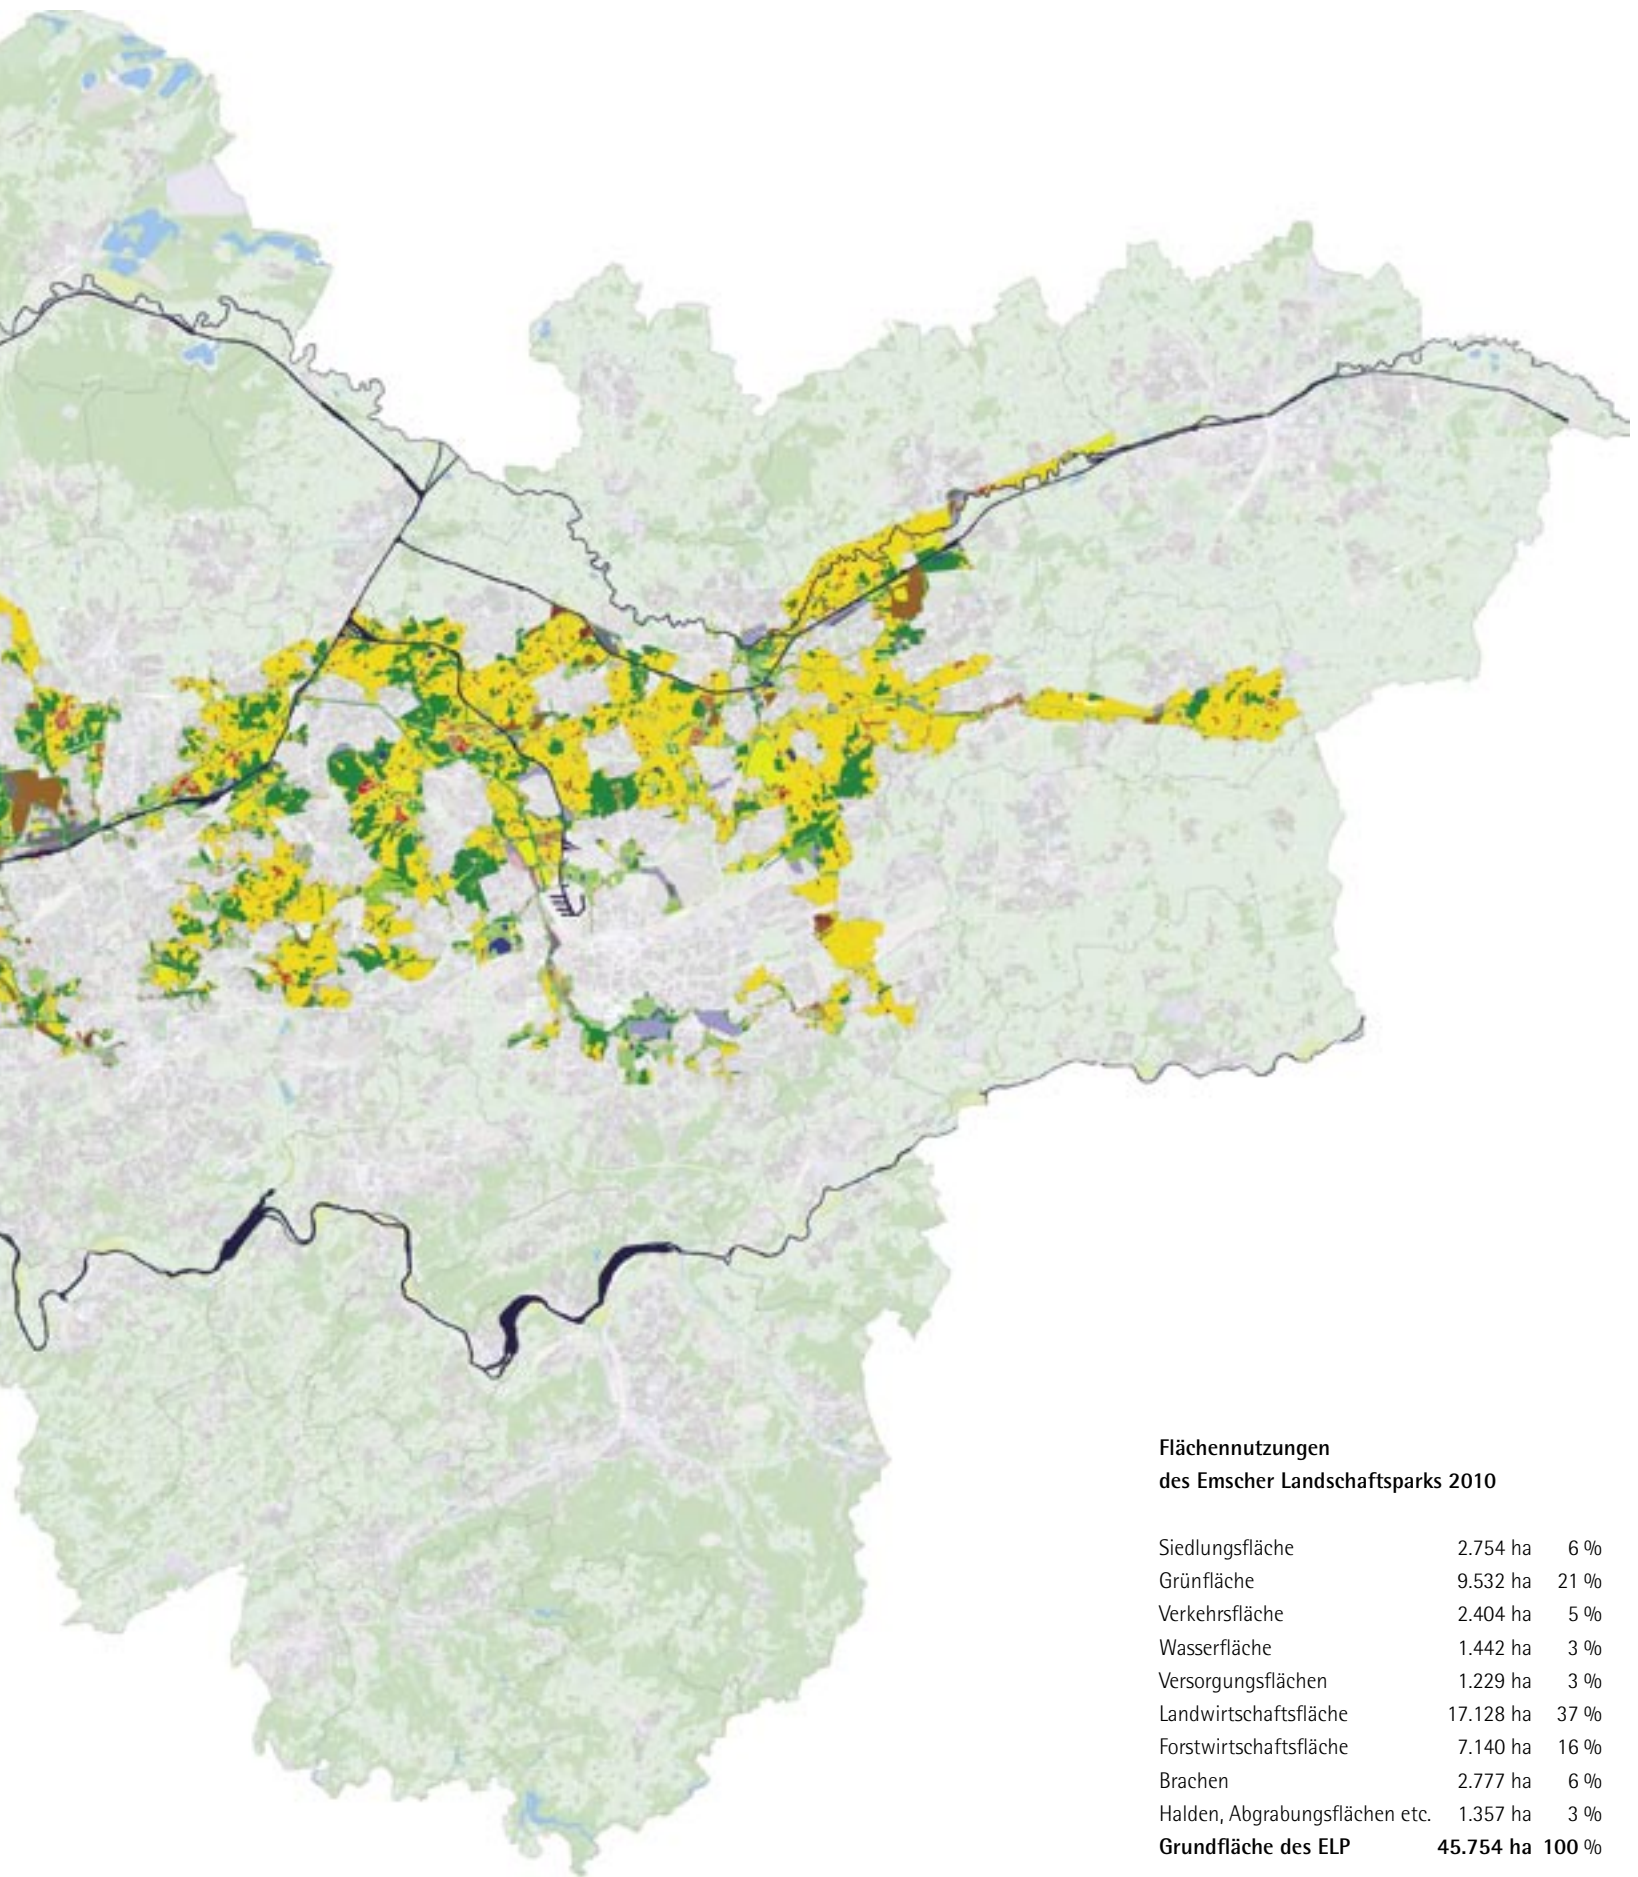 Flächennutzungen
des Emscher Landschaftsparks 2010
Siedlungsfläche 2.754 ha 6 %
Grünfläche 9.532 ha 21 %
Verkehrsfläche 2.404 ha 5 %
Wasserfläche 1.442 ha 3 %
Versorgungsflächen 1.229 ha 3 %
Landwirtschaftsfläche 17.128 ha 37 %
Forstwirtschaftsfläche 7.140 ha 16 %
Brachen 2.777 ha 6 %
Halden, Abgrabungsflächen etc. 1.357 ha 3 %
Grundfläche des ELP 45.754 ha 100 %